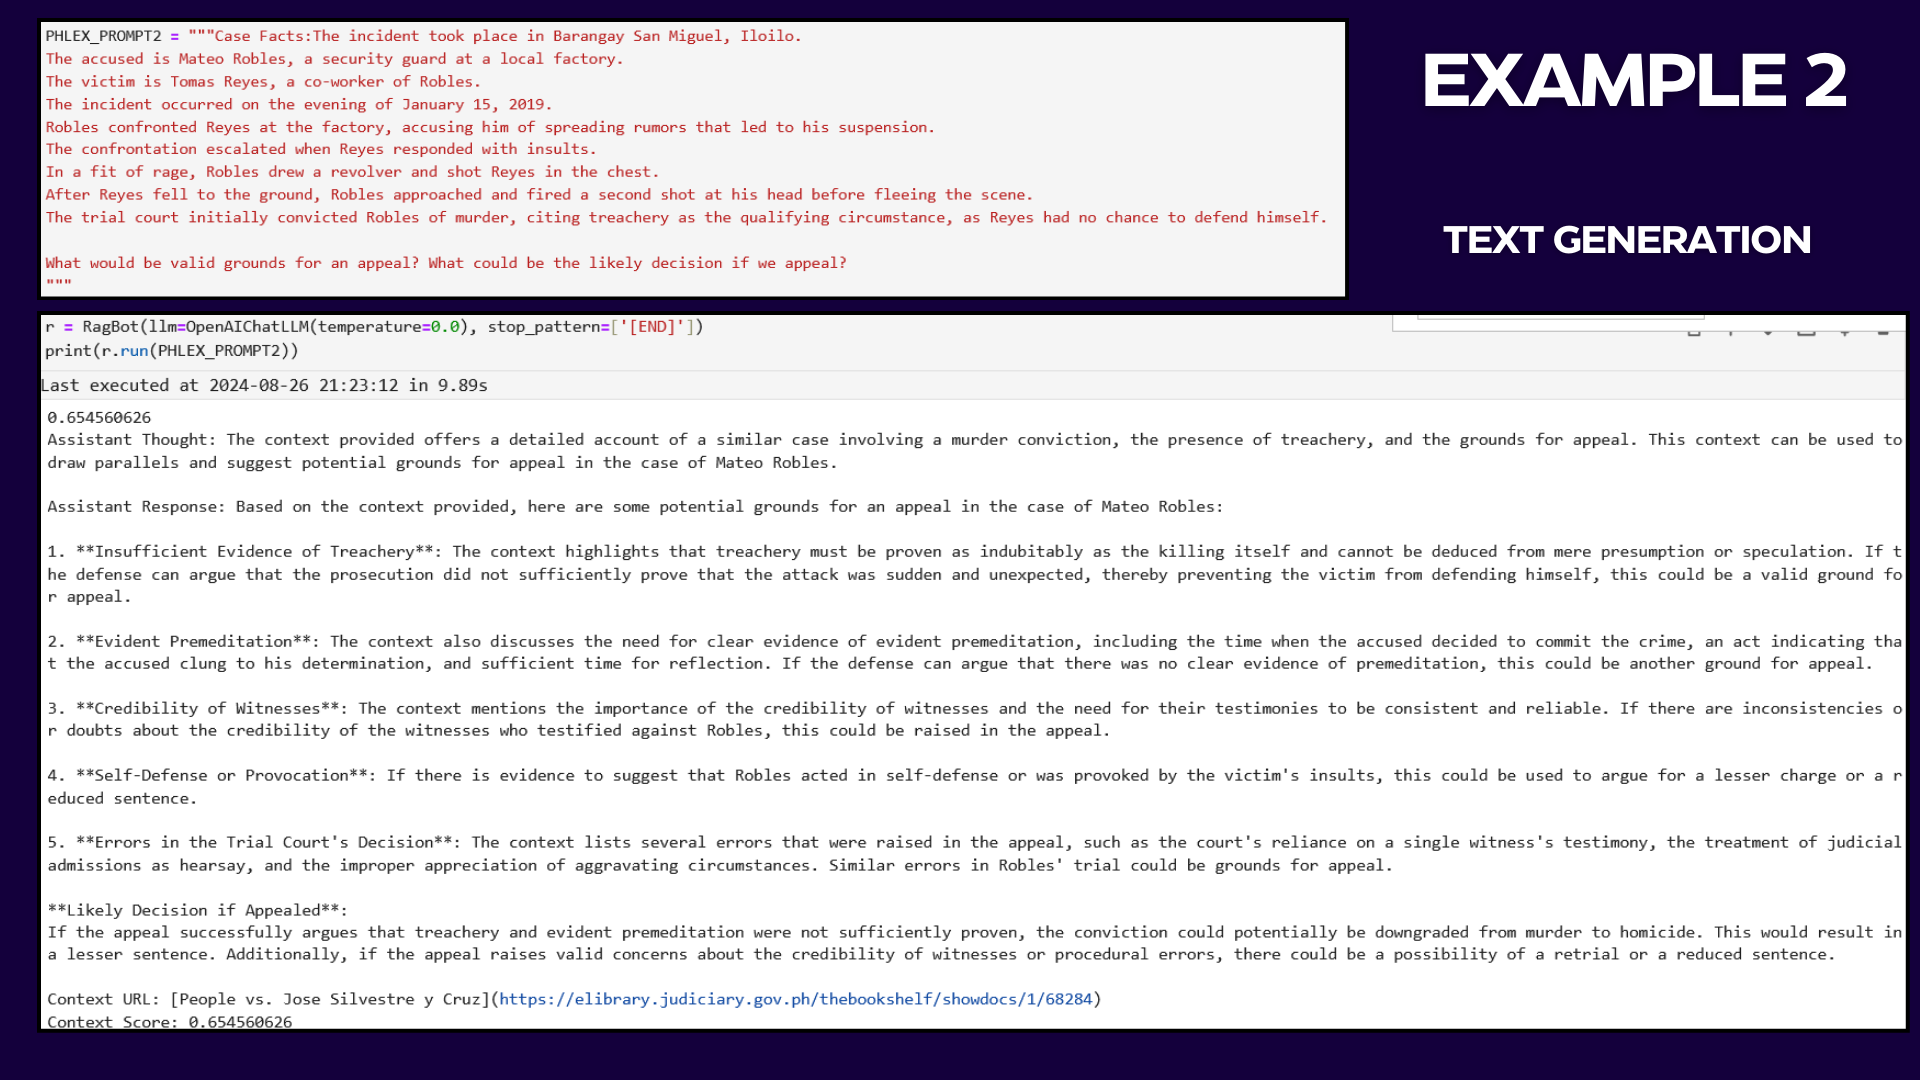 PHLEX_PROMPT2 = """Case Facts:The incident took place in Barangay San Miguel, Iloilo.
The accused is Mateo Robles, a security guard at a local factory.
The victim is Tomas Reyes, a co-worker of Robles.
The incident occurred on the evening of January 15, 2019.
Robles confronted Reyes at the factory, accusing him of spreading rumors that led to his suspension.
The confrontation escalated when Reyes responded with insults.
In a fit of rage, Robles drew a revolver and shot Reyes in the chest.
After Reyes fell to the ground, Robles approached and fired a second shot at his head before fleeing the scene.
The trial court initially convicted Robles of murder, citing treachery as the qualifying circumstance, as Reyes had no chance to defend himself.
What would be valid grounds for an appeal? What could be the likely decision if we appeal?
"""
EXAMPLE 2
TEXT GENERATION
r = RagBot(llm=OpenAIChatLLM(temperature=0.0), stop_pattern=['[END]'])
print(r.run(PHLEX_PROMPT2))
Last executed at 2024-08-26 21:23:12 in 9.89s
0.654560626
Assistant Thought: The context provided offers a detailed account of a similar case involving a murder conviction, the presence of treachery, and the grounds for appeal. This context can be used to
draw parallels and suggest potential grounds for appeal in the case of Mateo Robles.
Assistant Response: Based on the context provided, here are some potential grounds for an appeal in the case of Mateo Robles:
1. **Insufficient Evidence of Treachery**: The context highlights that treachery must be proven as indubitably as the killing itself and cannot be deduced from mere presumption or speculation. If t
he defense can argue that the prosecution did not sufficiently prove that the attack was sudden and unexpected, thereby preventing the victim from defending himself, this could be a valid ground fo
r appeal.
2. **Evident Premeditation**: The context also discusses the need for clear evidence of evident premeditation, including the time when the accused decided to commit the crime, an act indicating tha
t the accused clung to his determination, and sufficient time for reflection. If the defense can argue that there was no clear evidence of premeditation, this could be another ground for appeal.
3. **Credibility of Witnesses**: The context mentions the importance of the credibility of witnesses and the need for their testimonies to be consistent and reliable. If there are inconsistencies o
r doubts about the credibility of the witnesses who testified against Robles, this could be raised in the appeal.
4. **Self-Defense or Provocation**: If there is evidence to suggest that Robles acted in self-defense or was provoked by the victim's insults, this could be used to argue for a lesser charge or a r
educed sentence.
5. **Errors in the Trial Court's Decision**: The context lists several errors that were raised in the appeal, such as the court's reliance on a single witness's testimony, the treatment of judicial
admissions as hearsay, and the improper appreciation of aggravating circumstances. Similar errors in Robles' trial could be grounds for appeal.
**Likely Decision if Appealed**:
If the appeal successfully argues that treachery and evident premeditation were not sufficiently proven, the conviction could potentially be downgraded from murder to homicide. This would result in
a lesser sentence. Additionally, if the appeal raises valid concerns about the credibility of witnesses or procedural errors, there could be a possibility of a retrial or a reduced sentence.
Context URL: [People vs. Jose Silvestre y Cruz](https://elibrary.judiciary.gov.ph/thebookshelf/showdocs/1/68284)
Context Score: 0.654560626